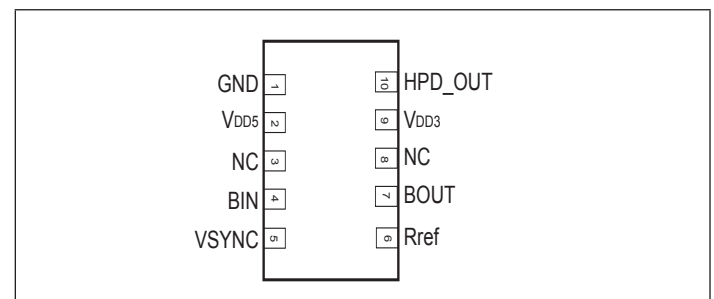 GND 1 10 HPD_OUT
VDD5 2 9 VDD3
NC 3 8 NC
BIN 4 7 BOUT
VSYNC 5 6 Rref